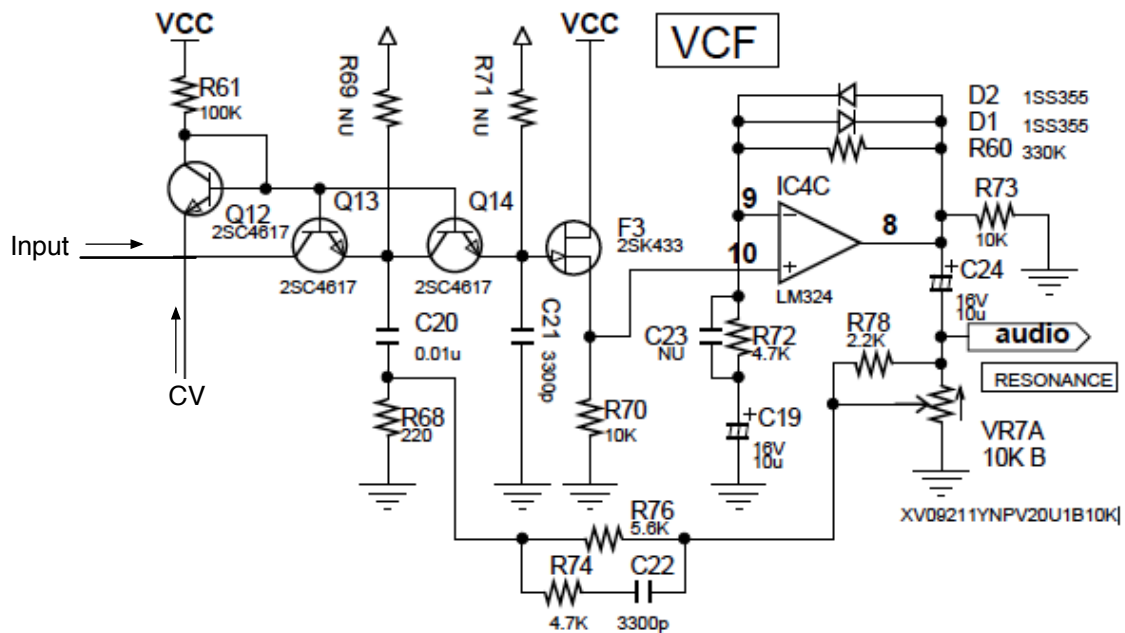 VCC
VCC
VCF
R61
100K
R69 NU
R71 NU
D2 1SS355
D1 1SS355
R60 330K
Q12
2SC4617
Q13
2SC4617
Q14
2SC4617
F3
2SK433
IC4C
9
10
8
LM324
R73
10K
Input
CV
C20
0.01u
C21
3300p
R68
220
R70
10K
C23
NU
R72
4.7K
+C19
16V
10u
+C24
16V
10u
R78
2.2K
audio
RESONANCE
VR7A
10K B
XV09211YNPV20U1B10K
R76
5.6K
R74
4.7K
C22
3300p